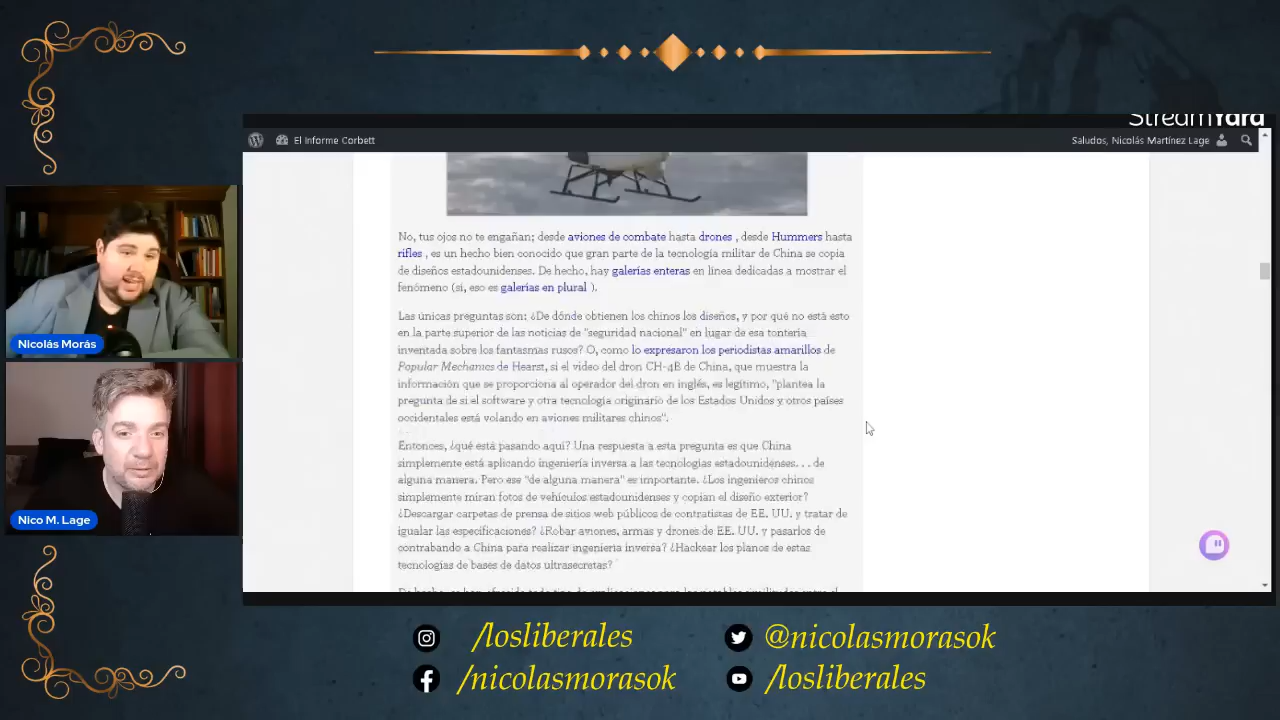 StreamYard
El Informe Corbett
Saludos, Nicolás Martínez Lage
No, tus ojos no te engañan; desde aviones de combate hasta drones , desde Hummers hasta
rifles , es un hecho bien conocido que gran parte de la tecnología militar de China se copia
de diseños estadounidenses. De hecho, hay galerías enteras en línea dedicadas a mostrar el
fenómeno (sí, eso es galerías en plural ).
Las únicas preguntas son: ¿De dónde obtienen los chinos los diseños, y por qué no está esto
en la parte superior de las noticias de "seguridad nacional" en lugar de esa tontería
inventada sobre los fantasmas rusos? O, como lo expresaron los periodistas amarillos de
Popular Mechanics de Hearst, si el video del dron CH-4B de China, que muestra la
información que se proporciona al operador del dron en inglés, es legítimo, "plantea la
pregunta de si el software y otra tecnología originario de los Estados Unidos y otros países
occidentales está volando en aviones militares chinos".
Entonces, ¿qué está pasando aquí? Una respuesta a esta pregunta es que China
simplemente está aplicando ingeniería inversa a las tecnologías estadounidenses. . . de
alguna manera. Pero ese "de alguna manera" es importante. ¿Los ingenieros chinos
simplemente miran fotos de vehículos estadounidenses y copian el diseño exterior?
¿Descargar carpetas de prensa de sitios web públicos de contratistas de EE. UU. y tratar de
igualar las especificaciones? ¿Robar aviones, armas y drones de EE. UU. y pasarlos de
contrabando a China para realizar ingeniería inversa? ¿Hackear los planos de estas
tecnologías de bases de datos ultrasecretas?
Nicolás Morás
Nico M. Lage
/losliberales
@nicolasmorasok
/nicolasmorasok
/losliberales